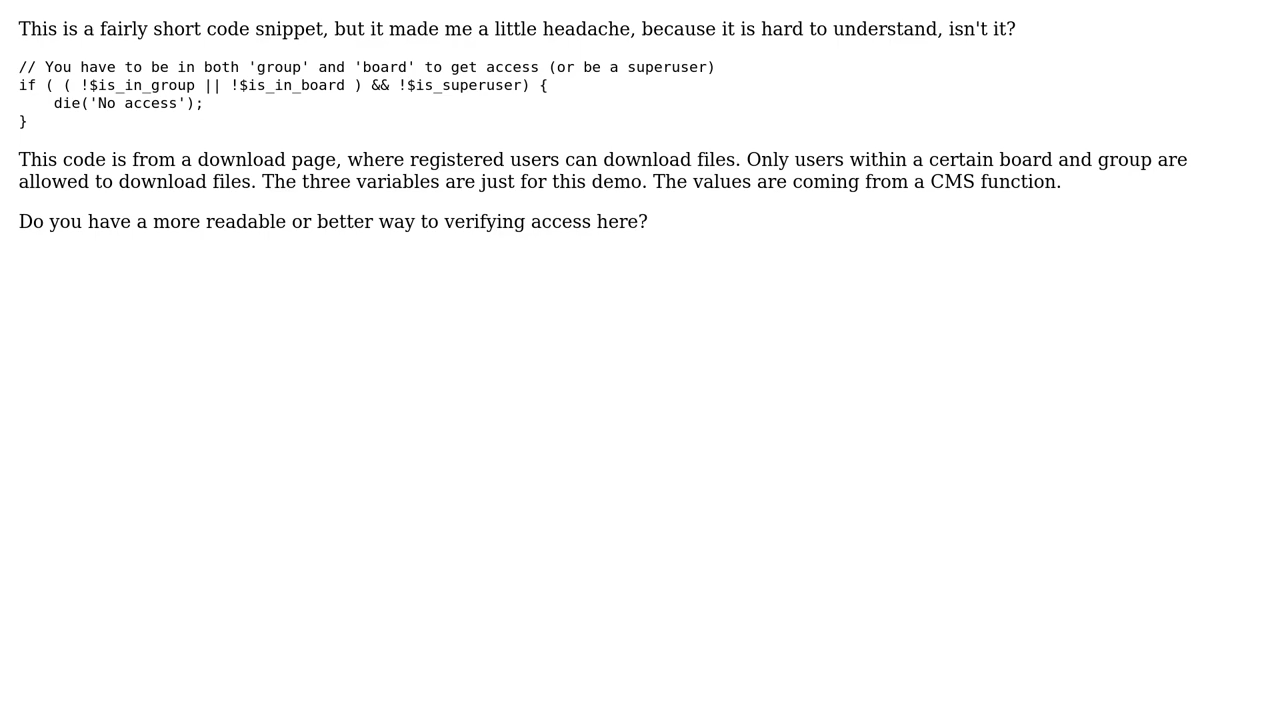 This is a fairly short code snippet, but it made me a little headache, because it is hard to understand, isn't it?
// You have to be in both 'group' and 'board' to get access (or be a superuser)
if ( ( !$is_in_group || !$is_in_board ) && !$is_superuser) {
    die('No access');
}
This code is from a download page, where registered users can download files. Only users within a certain board and group are
allowed to download files. The three variables are just for this demo. The values are coming from a CMS function.
Do you have a more readable or better way to verifying access here?